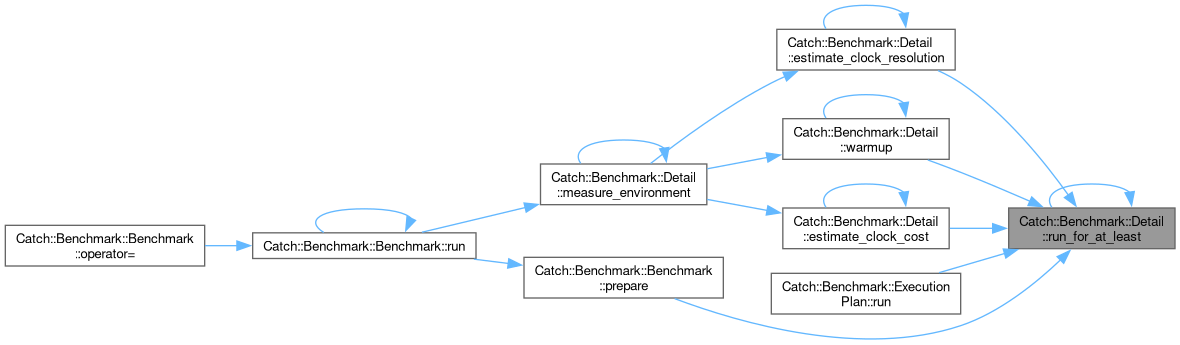 Catch::Benchmark::Detail
::estimate_clock_resolution
Catch::Benchmark::Detail
::warmup
Catch::Benchmark::Detail
::measure_environment
Catch::Benchmark::Detail
::estimate_clock_cost
Catch::Benchmark::Detail
::run_for_at_least
Catch::Benchmark::Benchmark
::operator=
Catch::Benchmark::Benchmark::run
Catch::Benchmark::Benchmark
::prepare
Catch::Benchmark::Execution
Plan::run